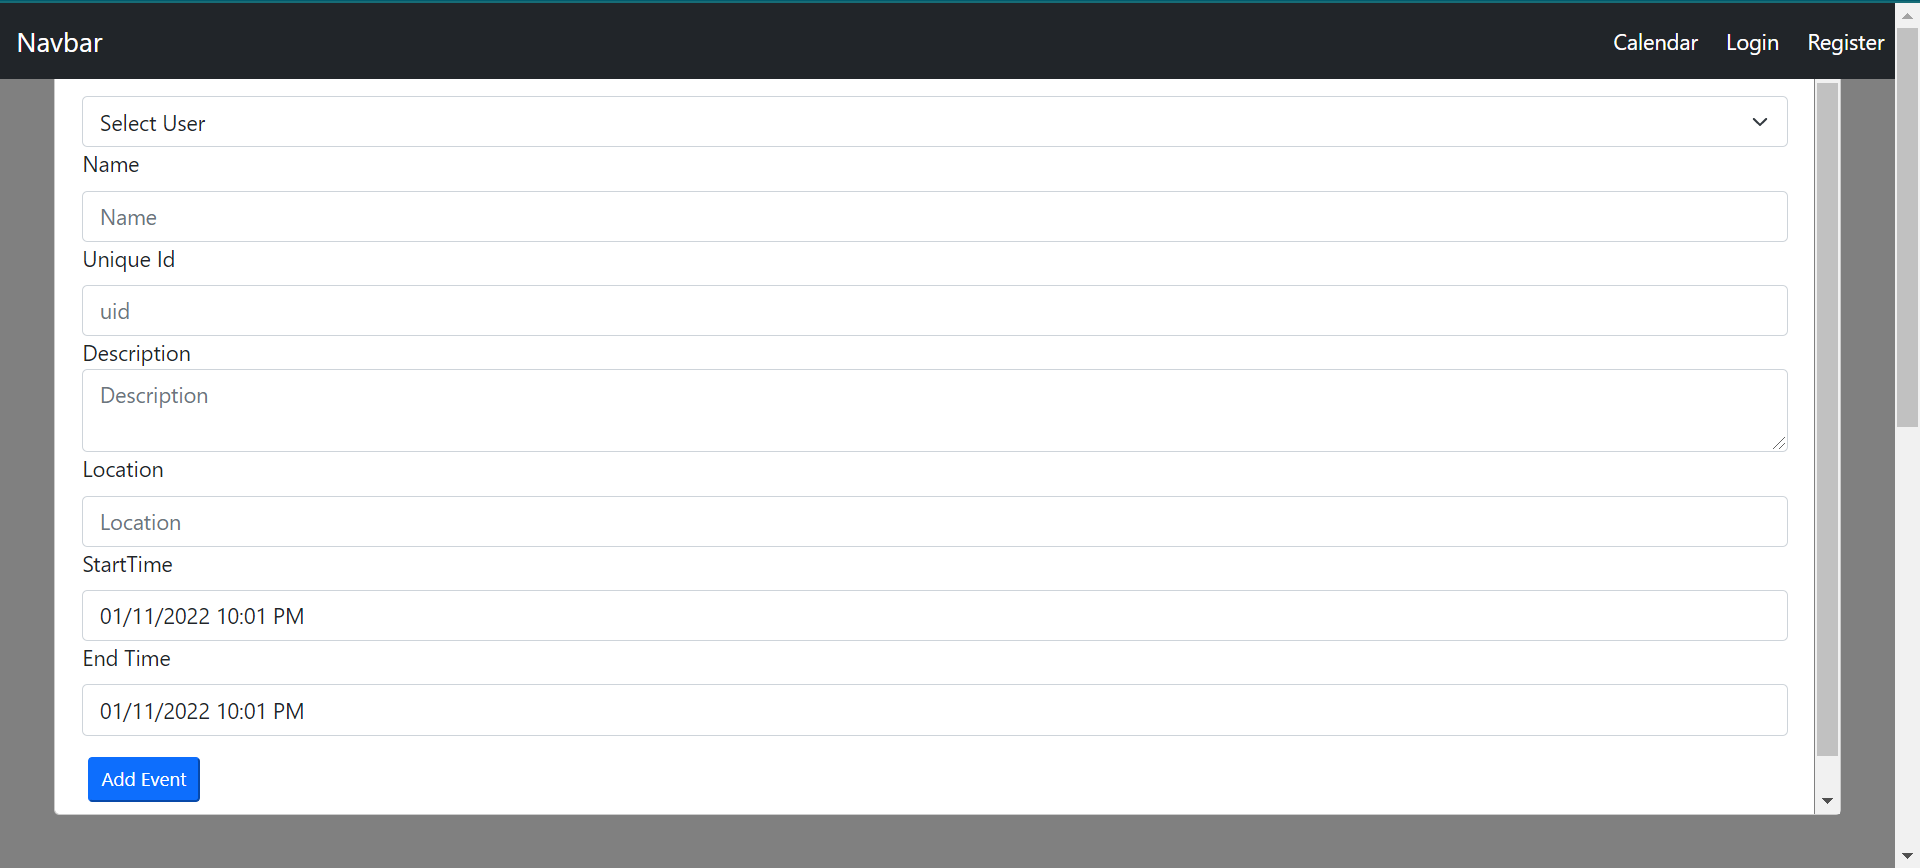 Navbar Calendar Login Register
Select User
Name
Name
Unique Id
uid
Description
Description
Location
Location
StartTime
01/11/2022 10:01 PM
End Time
01/11/2022 10:01 PM
Add Event